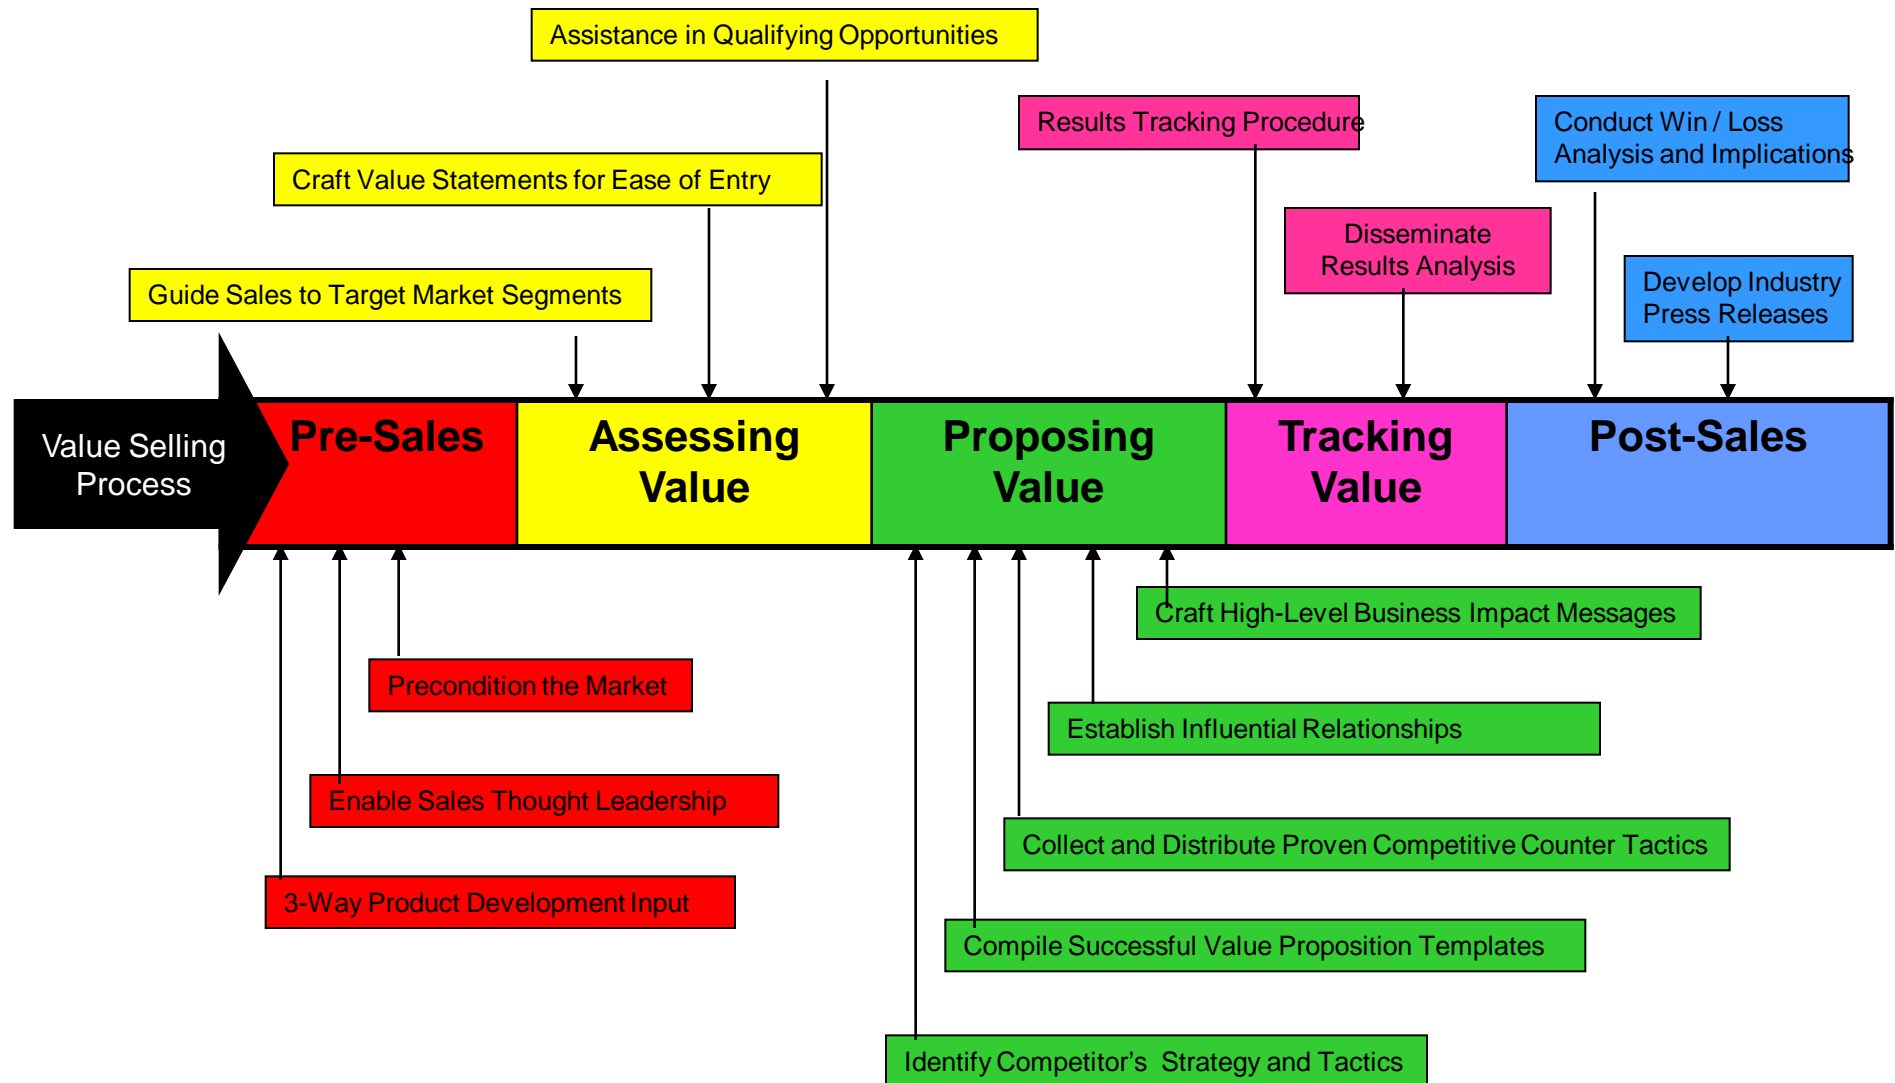 Assistance in Qualifying Opportunities
Results Tracking Procedure
Conduct Win / Loss
Analysis and Implications
Craft Value Statements for Ease of Entry
Disseminate
Results Analysis
Guide Sales to Target Market Segments
Develop Industry
Press Releases
Value Selling
Process
Pre-Sales
Assessing
Value
Proposing
Value
Tracking
Value
Post-Sales
Craft High-Level Business Impact Messages
Precondition the Market
Establish Influential Relationships
Enable Sales Thought Leadership
Collect and Distribute Proven Competitive Counter Tactics
3-Way Product Development Input
Compile Successful Value Proposition Templates
Identify Competitor’s Strategy and Tactics